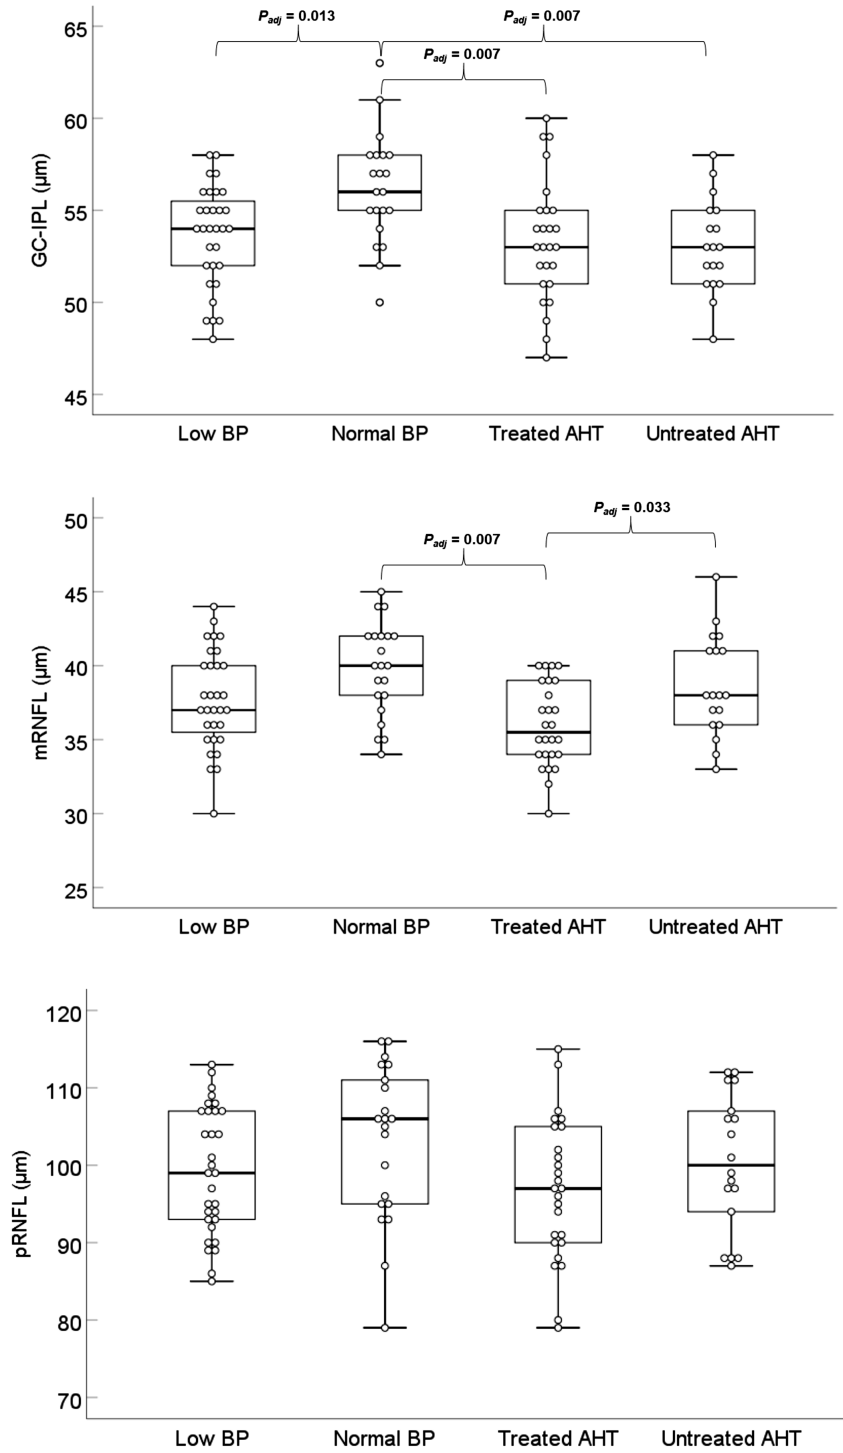 P_adj = 0.013
P_adj = 0.007
P_adj = 0.007
65
60
55
50
45
GC-IPL (µm)
Low BP
Normal BP
Treated AHT
Untreated AHT
P_adj = 0.033
P_adj = 0.007
50
45
40
35
30
25
mRNFL (µm)
Low BP
Normal BP
Treated AHT
Untreated AHT
120
110
100
90
80
70
pRNFL (µm)
Low BP
Normal BP
Treated AHT
Untreated AHT